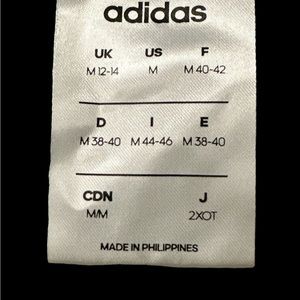 adidas
UK US F
M 12-14 M M 40-42
D I E
M 38-40 M 44-46 M 38-40
CDN J
M/M 2XOT
MADE IN PHILIPPINES